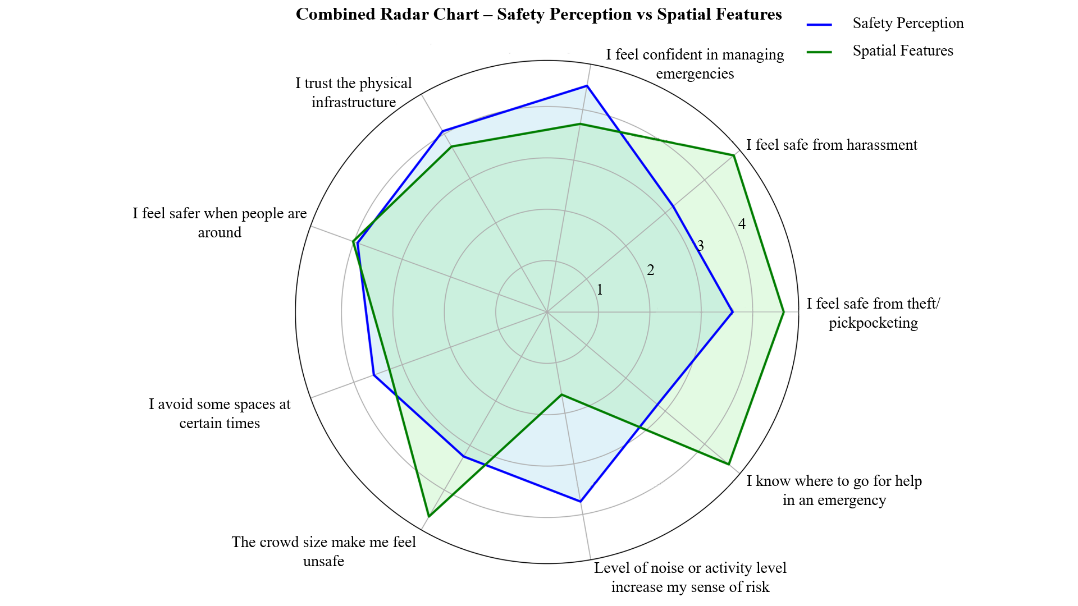 Combined Radar Chart – Safety Perception vs Spatial Features
Safety Perception
Spatial Features
I feel confident in managing
emergencies
I trust the physical
infrastructure
I feel safe from harassment
I feel safer when people are
around
4
3
2
1
I feel safe from theft/
pickpocketing
I avoid some spaces at
certain times
I know where to go for help
in an emergency
The crowd size make me feel
unsafe
Level of noise or activity level
increase my sense of risk